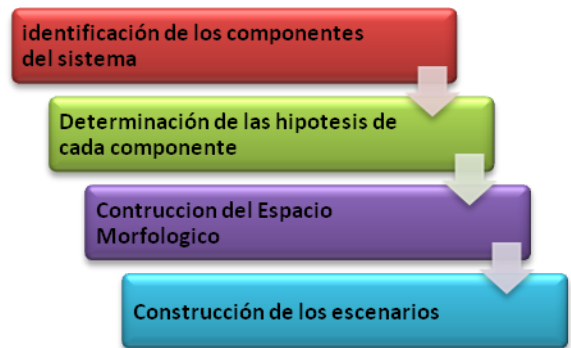 identificación de los componentes
del sistema
Determinación de las hipotesis de
cada componente
Contruccion del Espacio
Morfologico
Construcción de los escenarios